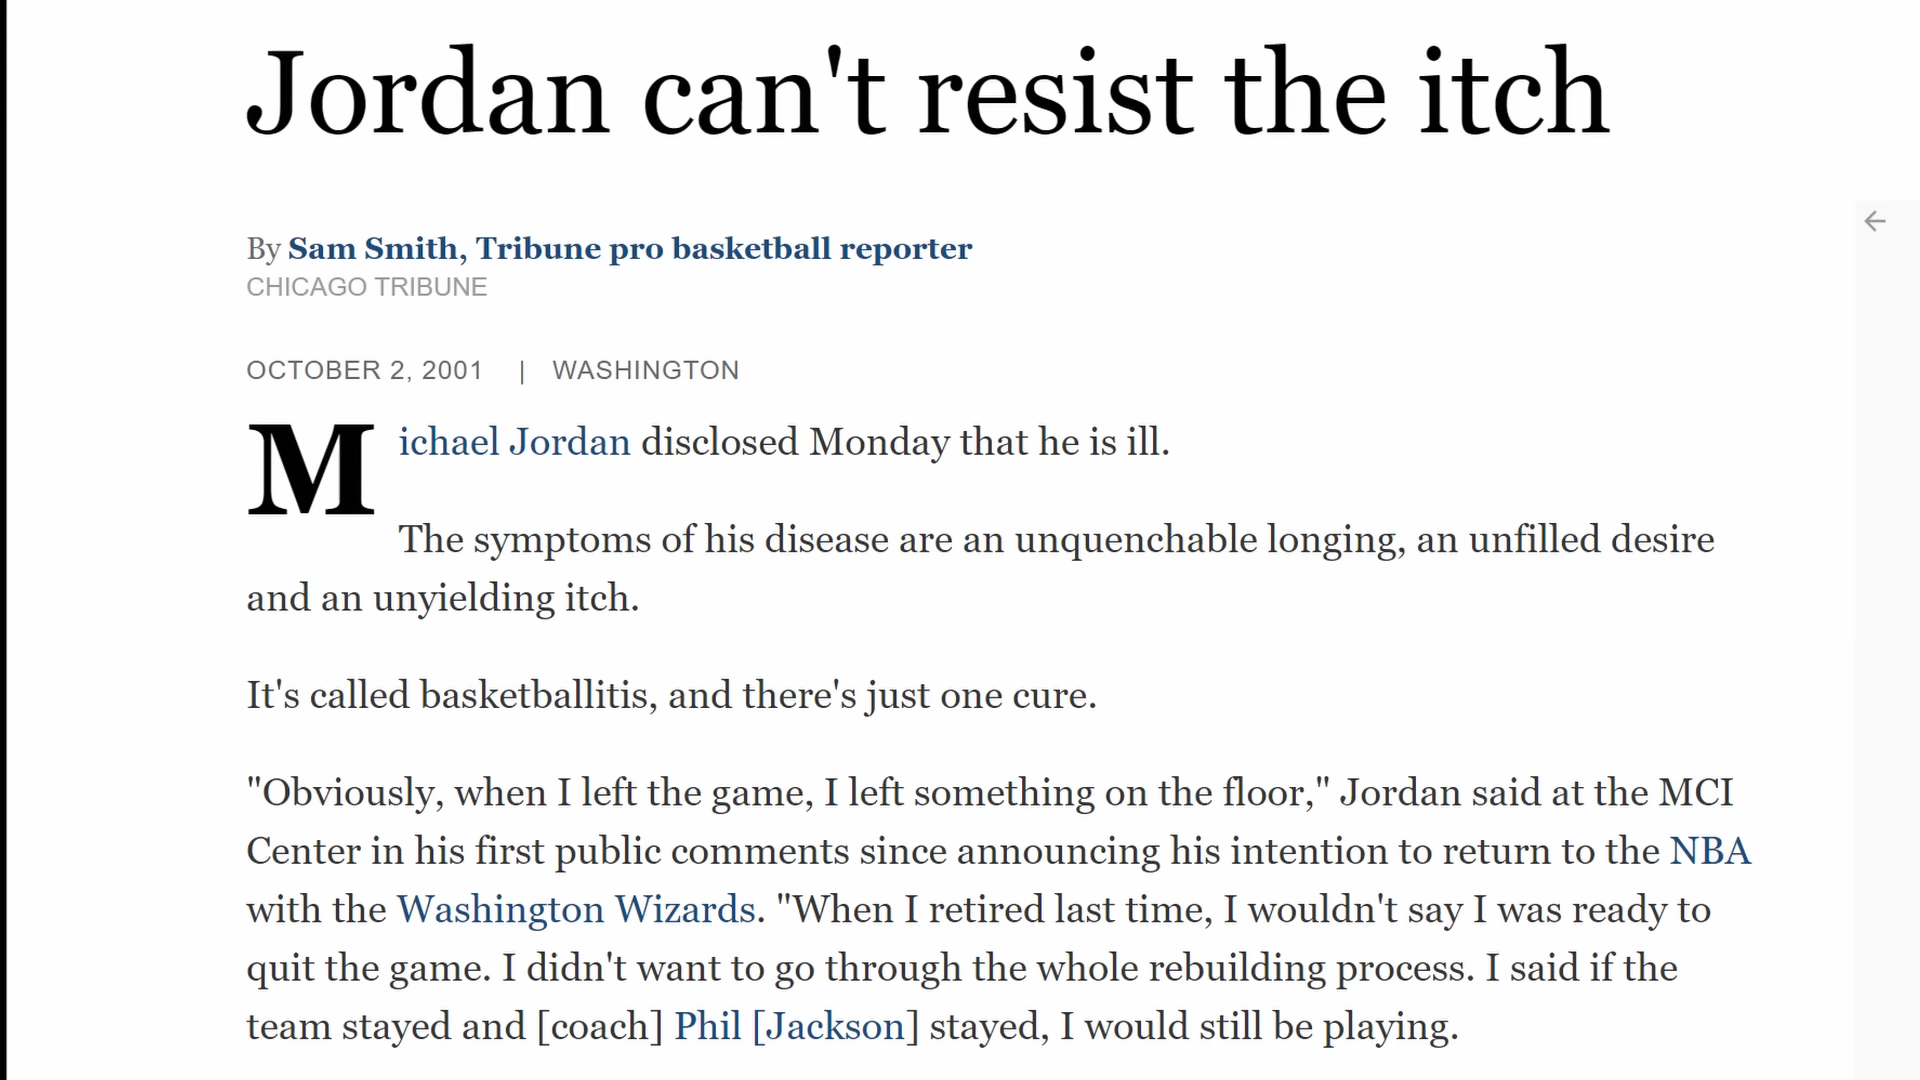 Jordan can't resist the itch
By Sam Smith, Tribune pro basketball reporter
CHICAGO TRIBUNE
OCTOBER 2, 2001 | WASHINGTON
Michael Jordan disclosed Monday that he is ill.
The symptoms of his disease are an unquenchable longing, an unfilled desire
and an unyielding itch.
It's called basketballitis, and there's just one cure.
"Obviously, when I left the game, I left something on the floor," Jordan said at the MCI
Center in his first public comments since announcing his intention to return to the NBA
with the Washington Wizards. "When I retired last time, I wouldn't say I was ready to
quit the game. I didn't want to go through the whole rebuilding process. I said if the
team stayed and [coach] Phil [Jackson] stayed, I would still be playing.